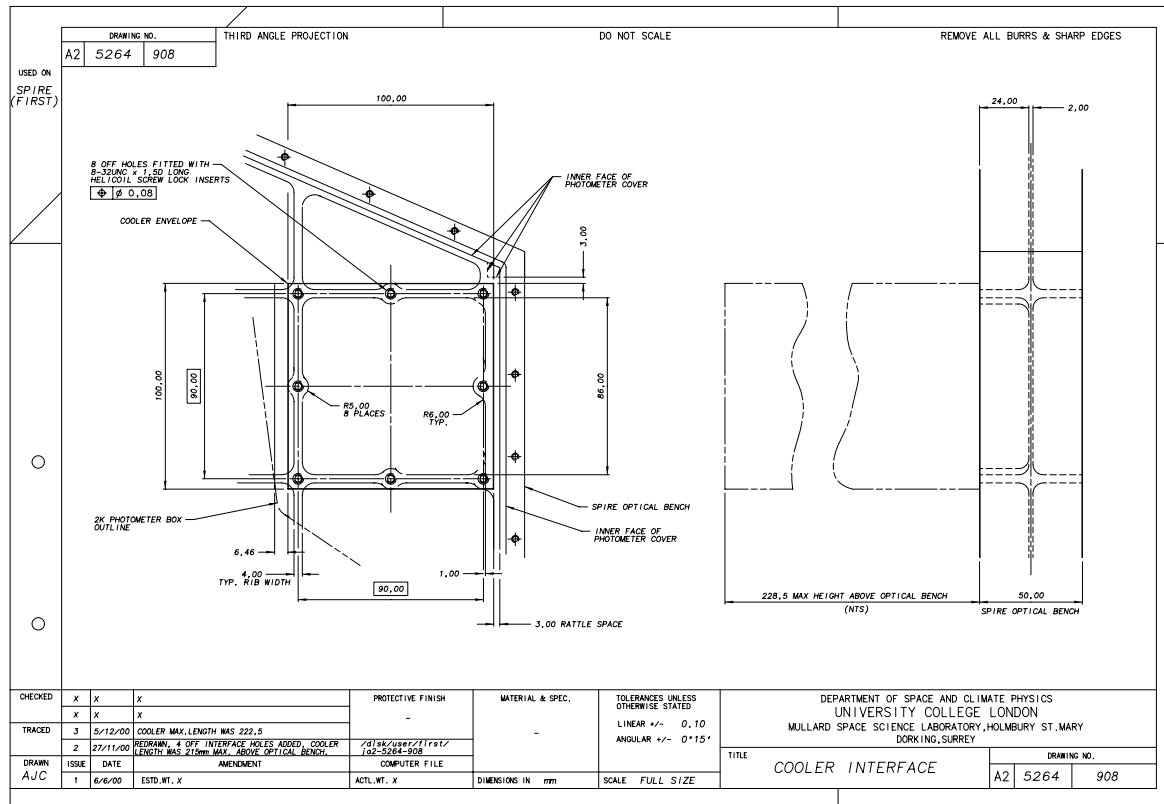 DRAWING NO.
A2 5264 908
THIRD ANGLE PROJECTION
DO NOT SCALE
REMOVE ALL BURRS & SHARP EDGES
USED ON
SPIRE
(FIRST)
100,00
24,00
2,00
8 OFF HOLES FITTED WITH
8-32UNC x 1,5D LONG
HELICOIL SCREW LOCK INSERTS
⌖ ø 0,08
INNER FACE OF
PHOTOMETER COVER
COOLER ENVELOPE
3,00
100,00
90,00
86,00
R5,00
8 PLACES
R6,00
TYP.
2K PHOTOMETER BOX
OUTLINE
SPIRE OPTICAL BENCH
INNER FACE OF
PHOTOMETER COVER
6,46
4,00
TYP. RIB WIDTH
1,00
90,00
3,00 RATTLE SPACE
228,5 MAX HEIGHT ABOVE OPTICAL BENCH
(NTS)
50,00
SPIRE OPTICAL BENCH
CHECKED
X X X
X X X
TRACED
3 5/12/00 COOLER MAX.LENGTH WAS 222,5
2 27/11/00 REDRAWN, 4 OFF INTERFACE HOLES ADDED, COOLER
LENGTH WAS 215mm MAX. ABOVE OPTICAL BENCH.
DRAWN
AJC
ISSUE DATE AMENDMENT
1 6/6/00 ESTD.WT. X
PROTECTIVE FINISH
-
/disk/user/first/
ja2-5264-908
COMPUTER FILE
ACTL.WT. X
MATERIAL & SPEC.
-
DIMENSIONS IN mm
TOLERANCES UNLESS
OTHERWISE STATED
LINEAR +/- 0.10
ANGULAR +/- 0°15'
SCALE FULL SIZE
DEPARTMENT OF SPACE AND CLIMATE PHYSICS
UNIVERSITY COLLEGE LONDON
MULLARD SPACE SCIENCE LABORATORY,HOLMBURY ST.MARY
DORKING,SURREY
TITLE
COOLER INTERFACE
DRAWING NO.
A2 5264 908